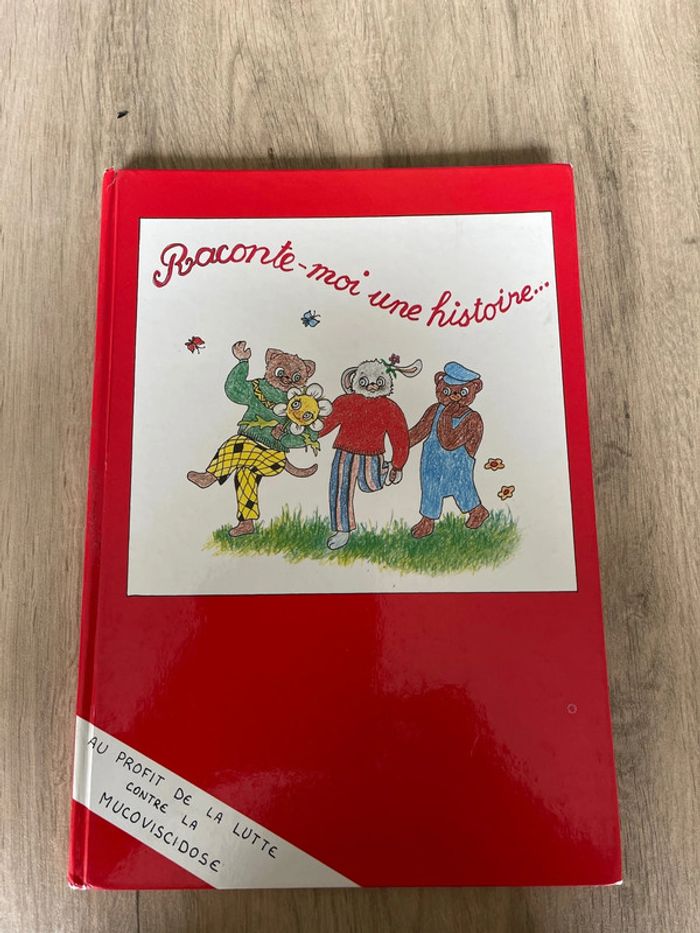 Raconte-moi une histoire...
AU PROFIT DE LA LUTTE
CONTRE LA
MUCOVISCIDOSE